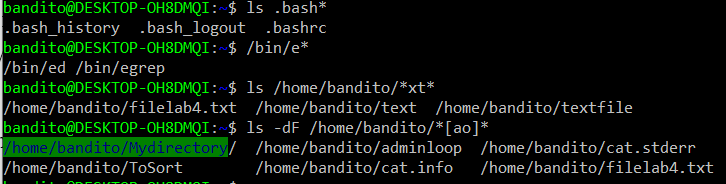 bandito@DESKTOP-OH8DMQI:~$ ls .bash*
.bash_history  .bash_logout  .bashrc
bandito@DESKTOP-OH8DMQI:~$ /bin/e*
/bin/ed /bin/egrep
bandito@DESKTOP-OH8DMQI:~$ ls /home/bandito/*xt*
/home/bandito/filelab4.txt  /home/bandito/text  /home/bandito/textfile
bandito@DESKTOP-OH8DMQI:~$ ls -dF /home/bandito/*[ao]*
/home/bandito/Mydirectory/  /home/bandito/adminloop  /home/bandito/cat.stderr
/home/bandito/ToSort        /home/bandito/cat.info   /home/bandito/filelab4.txt